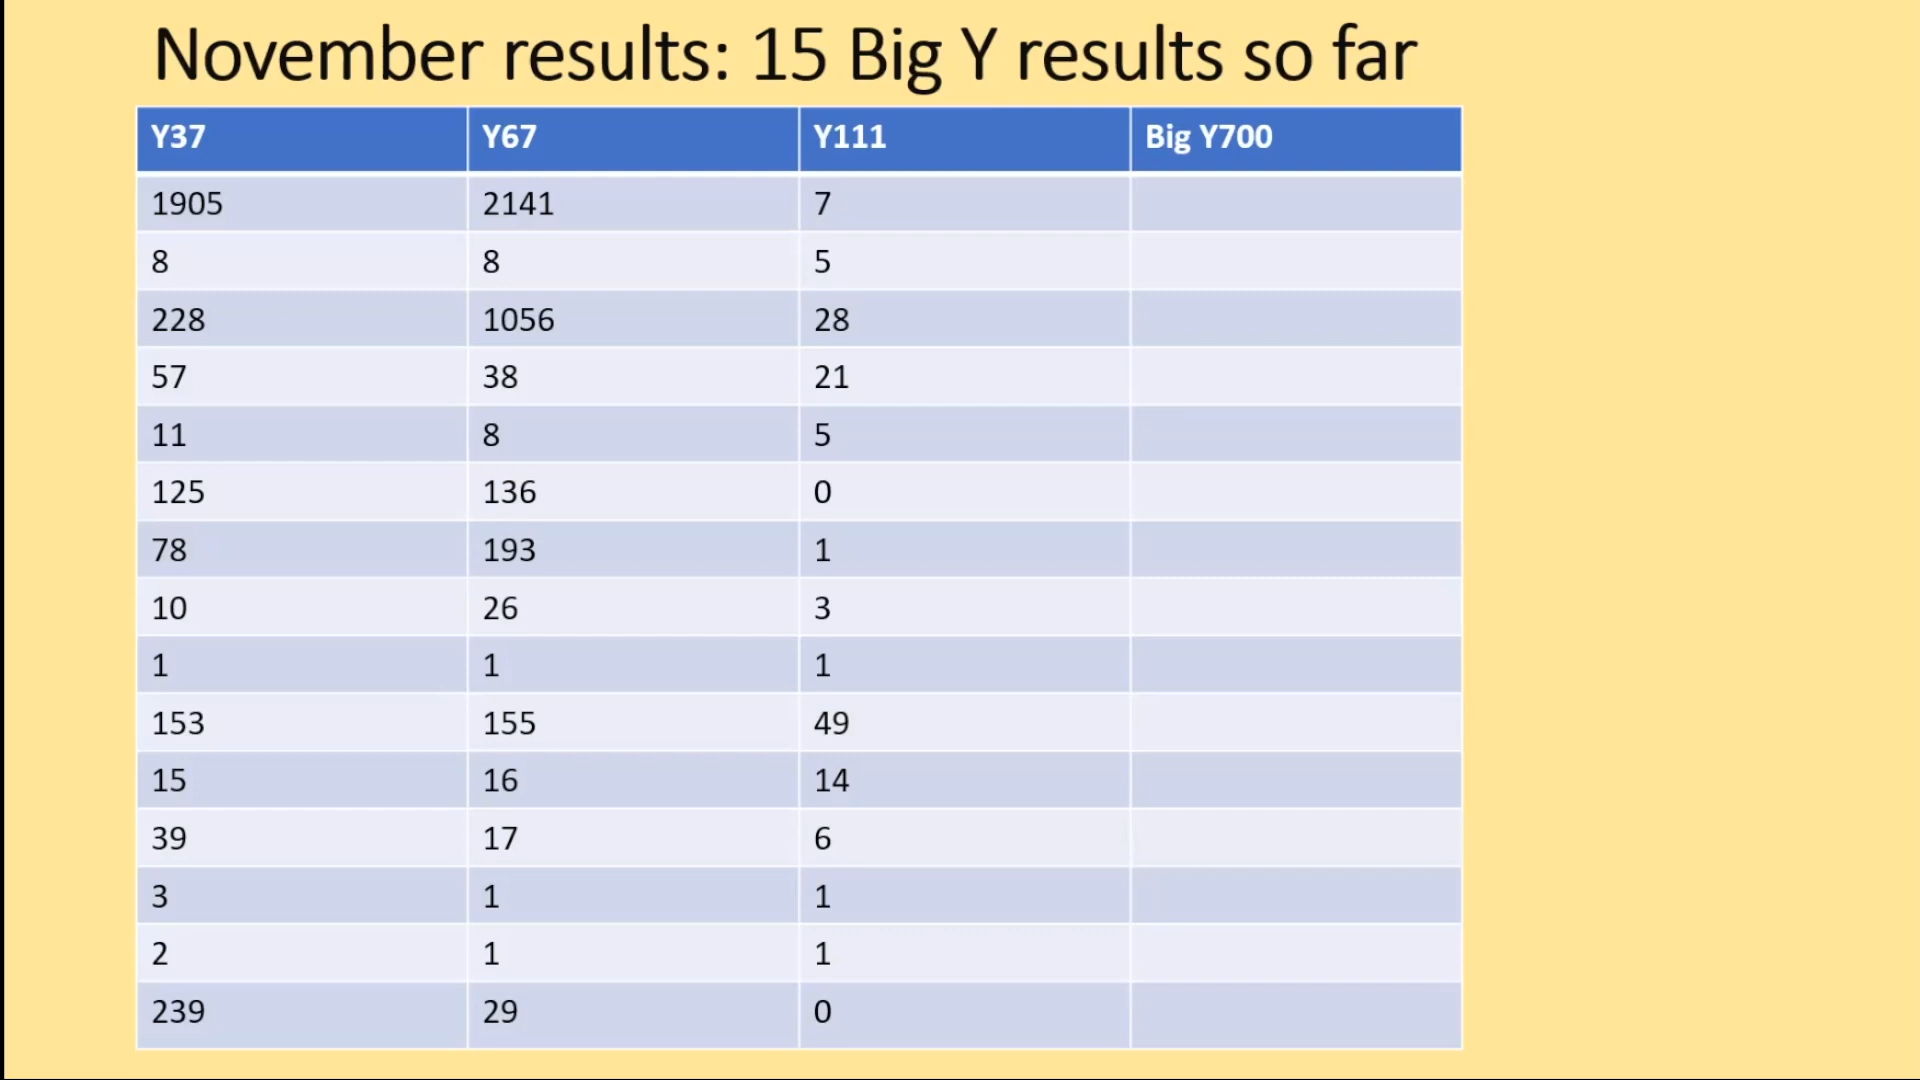 November results: 15 Big Y results so far
Y37 Y67 Y111 Big Y700
1905 2141 7
8 8 5
228 1056 28
57 38 21
11 8 5
125 136 0
78 193 1
10 26 3
1 1 1
153 155 49
15 16 14
39 17 6
3 1 1
2 1 1
239 29 0